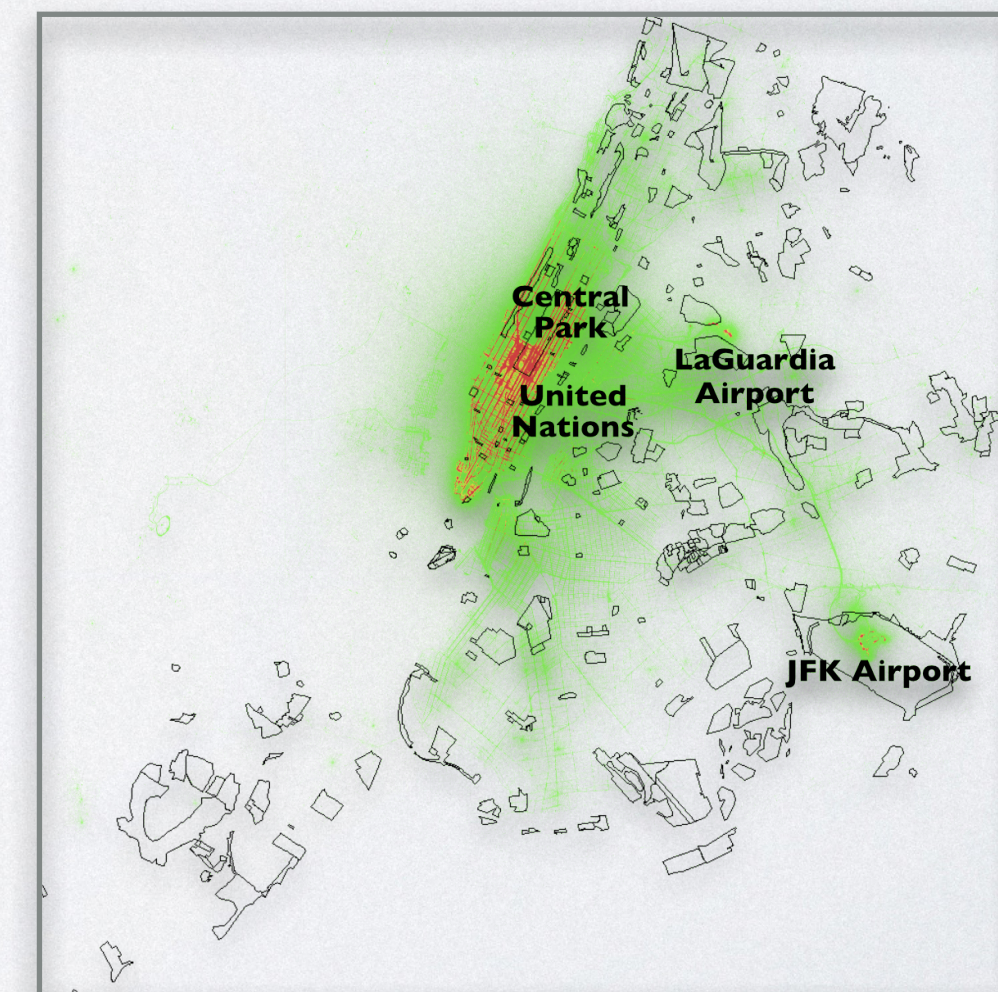 Central
Park
LaGuardia
Airport
United
Nations
JFK Airport